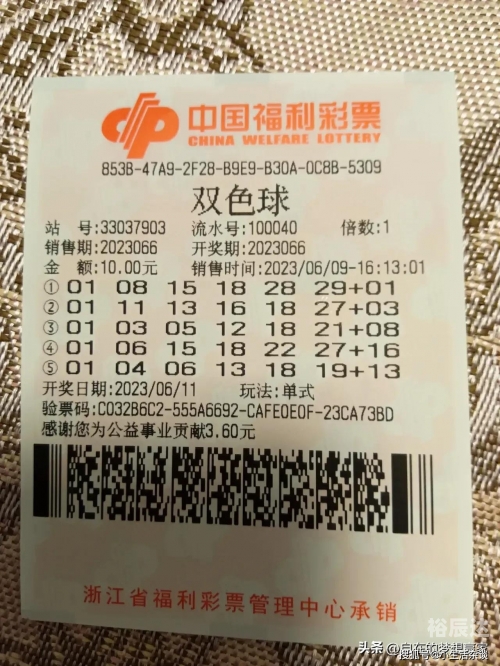 中国福利彩票
CHINA WELFARE LOTTERY
853B-47A9-2F28-B9E9-B30A-0C8B-5309
双色球
站 号:33037903 流水号:100040 倍数:1
销售期:2023066 开奖期:2023066
金 额:10.00元 销售时间:2023/06/09-16:13:01
① 01 08 15 18 28 29+01
② 01 11 13 16 18 27+03
③ 01 03 05 12 18 21+08
④ 01 06 15 18 22 27+16
⑤ 01 04 06 13 18 19+13
开奖日期:2023/06/11 玩法:单式
验票码:C032B6C2-555A6692-CAFE0E0F-23CA73BD
感谢您为公益事业贡献3.60元
浙江省福利彩票管理中心承销